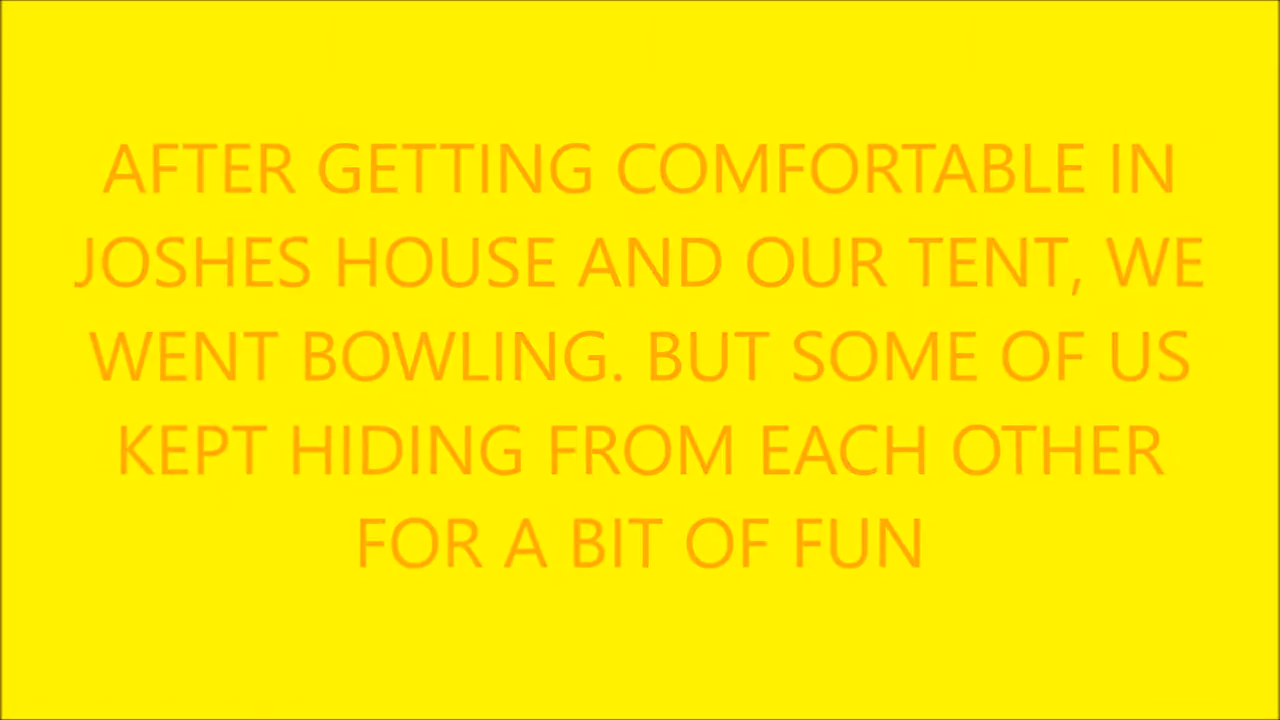 AFTER GETTING COMFORTABLE IN
JOSHES HOUSE AND OUR TENT, WE
WENT BOWLING. BUT SOME OF US
KEPT HIDING FROM EACH OTHER
FOR A BIT OF FUN